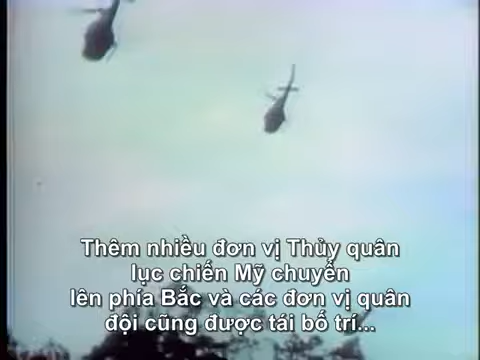 Thêm nhiều đơn vị Thủy quân
lục chiến Mỹ chuyển
lên phía Bắc và các đơn vị quân
đội cũng được tái bố trí...